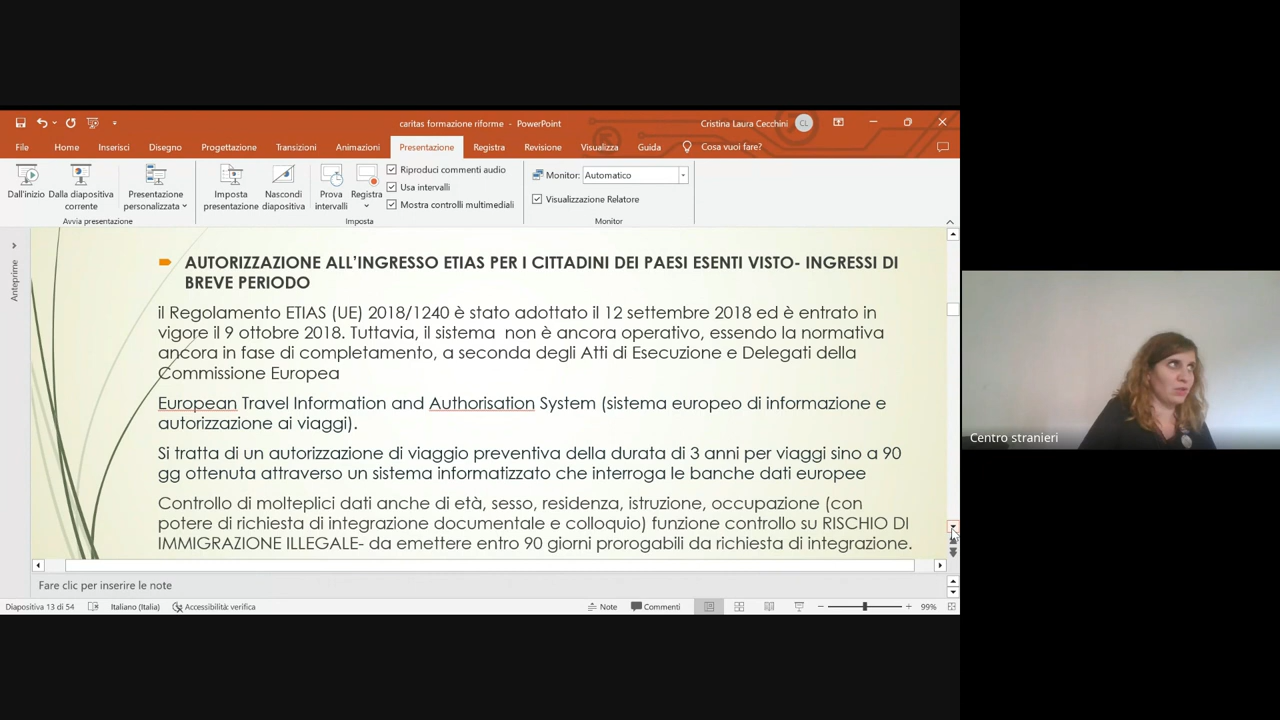 caritas formazione riforme - PowerPoint
Cristina Laura Cecchini
CL
File Home Inserisci Disegno Progettazione Transizioni Animazioni Presentazione Registra Revisione Visualizza Guida Cosa vuoi fare?
Dall'inizio
Dalla diapositiva corrente
Presentazione personalizzata
Avvia presentazione
Imposta presentazione
Nascondi diapositiva
Prova intervalli
Registra
Riproduci commenti audio
Usa intervalli
Mostra controlli multimediali
Imposta
Monitor: Automatico
Visualizzazione Relatore
Monitor
Anteprime
AUTORIZZAZIONE ALL'INGRESSO ETIAS PER I CITTADINI DEI PAESI ESENTI VISTO- INGRESSI DI
BREVE PERIODO
il Regolamento ETIAS (UE) 2018/1240 è stato adottato il 12 settembre 2018 ed è entrato in
vigore il 9 ottobre 2018. Tuttavia, il sistema non è ancora operativo, essendo la normativa
ancora in fase di completamento, a seconda degli Atti di Esecuzione e Delegati della
Commissione Europea
European Travel Information and Authorisation System (sistema europeo di informazione e
autorizzazione ai viaggi).
Si tratta di un autorizzazione di viaggio preventiva della durata di 3 anni per viaggi sino a 90
gg ottenuta attraverso un sistema informatizzato che interroga le banche dati europee
Controllo di molteplici dati anche di età, sesso, residenza, istruzione, occupazione (con
potere di richiesta di integrazione documentale e colloquio) funzione controllo su RISCHIO DI
IMMIGRAZIONE ILLEGALE- da emettere entro 90 giorni prorogabili da richiesta di integrazione.
Fare clic per inserire le note
Diapositiva 13 di 54 Italiano (Italia) Accessibilità: verifica Note Commenti 99%
Centro stranieri